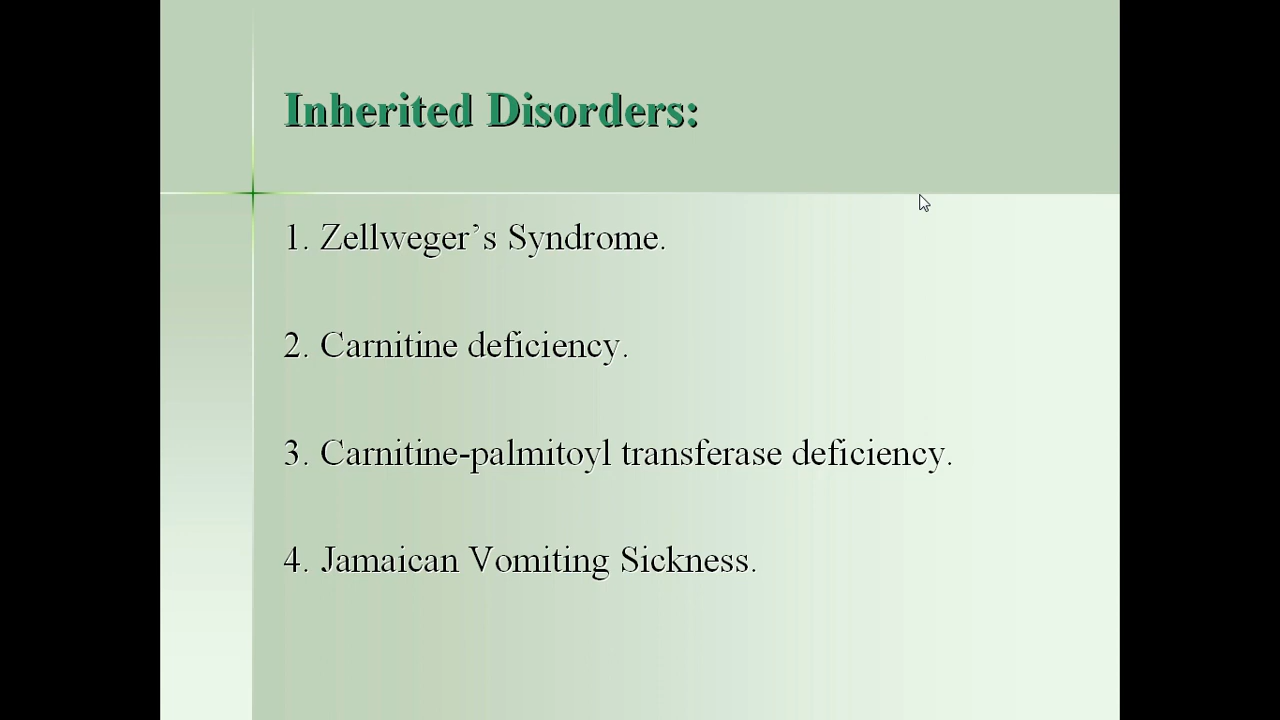 Inherited Disorders:
1. Zellweger’s Syndrome.
2. Carnitine deficiency.
3. Carnitine-palmitoyl transferase deficiency.
4. Jamaican Vomiting Sickness.